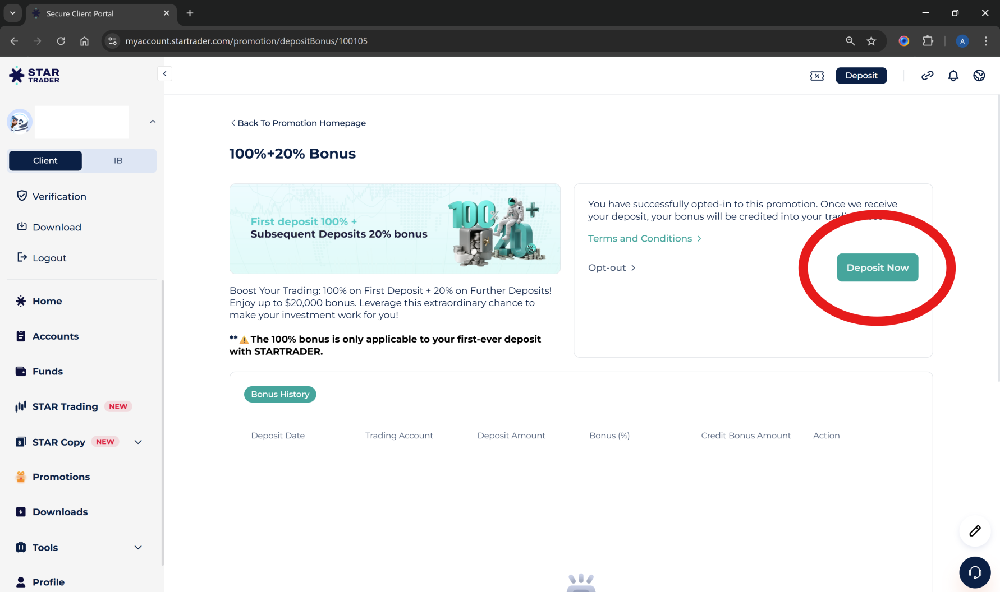 Secure Client Portal
myaccount.startrader.com/promotion/depositBonus/100105
A
STAR
TRADER
Deposit
Client
IB
Verification
Download
Logout
Home
Accounts
Funds
STAR Trading NEW
STAR Copy NEW
Promotions
Downloads
Tools
Profile
Back To Promotion Homepage
100%+20% Bonus
First deposit 100% +
Subsequent Deposits 20% bonus
100% +
20%
You have successfully opted-in to this promotion. Once we receive
your deposit, your bonus will be credited into your
Terms and Conditions
Opt-out
Deposit Now
Boost Your Trading: 100% on First Deposit + 20% on Further Deposits!
Enjoy up to $20,000 bonus. Leverage this extraordinary chance to
make your investment work for you!
**⚠️The 100% bonus is only applicable to your first-ever deposit
with STARTRADER.
Bonus History
Deposit Date Trading Account Deposit Amount Bonus (%) Credit Bonus Amount Action